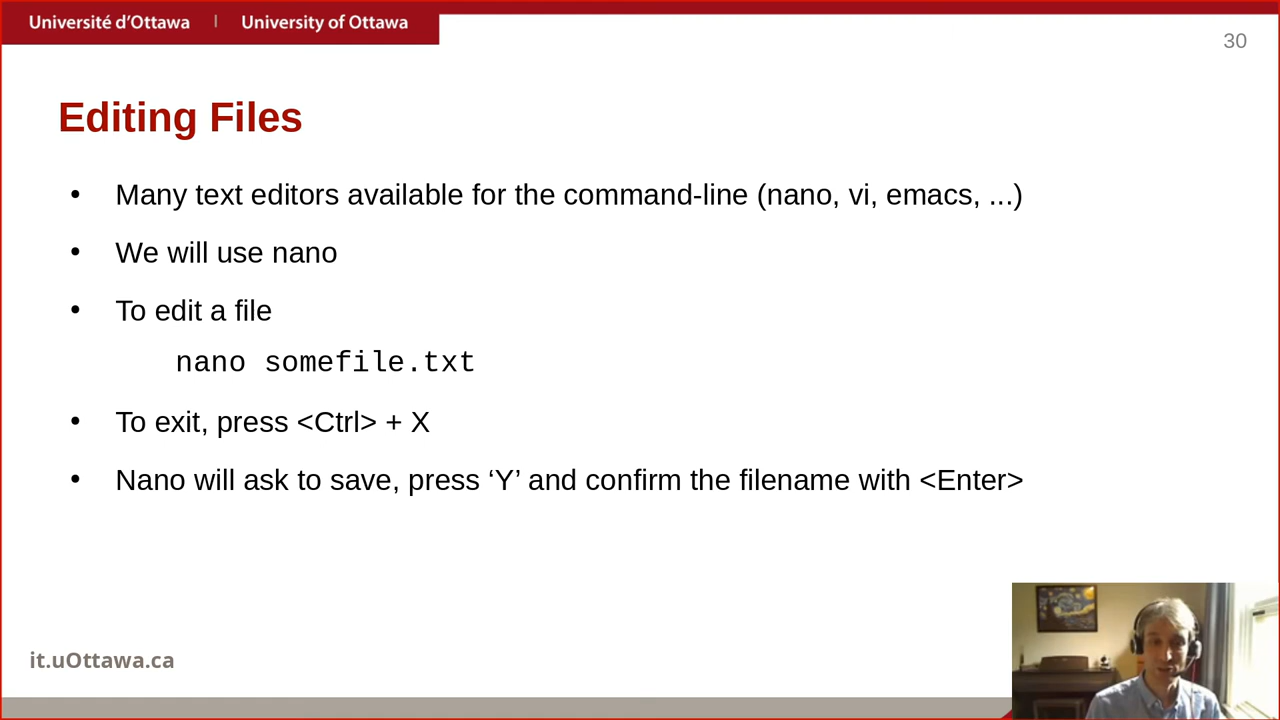 Université d'Ottawa | University of Ottawa
30
Editing Files
• Many text editors available for the command-line (nano, vi, emacs, ...)
• We will use nano
• To edit a file
nano somefile.txt
• To exit, press <Ctrl> + X
• Nano will ask to save, press ‘Y’ and confirm the filename with <Enter>
it.uOttawa.ca